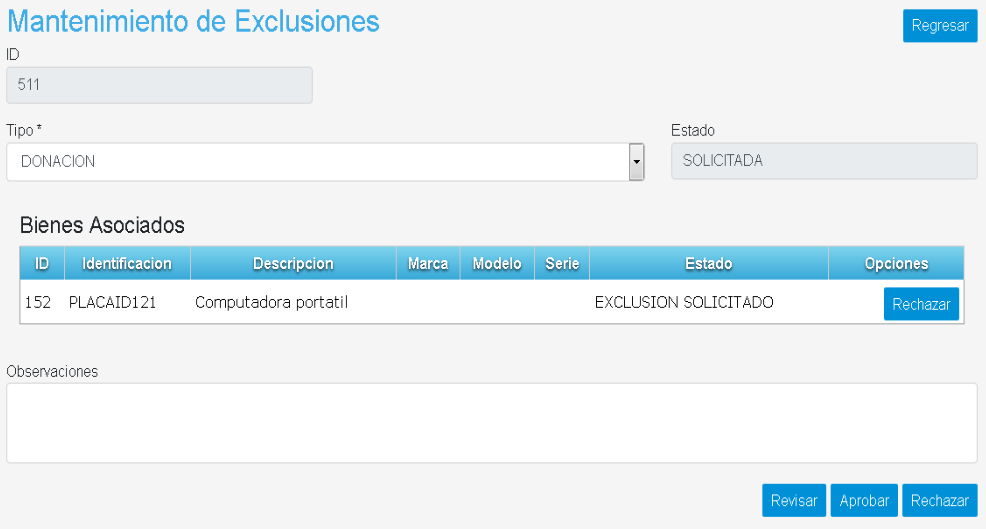 Mantenimiento de Exclusiones
Regresar
ID
511
Tipo * Estado
DONACION SOLICITADA
Bienes Asociados
ID Identificacion Descripcion Marca Modelo Serie Estado Opciones
152 PLACAID121 Computadora portatil EXCLUSION SOLICITADO Rechazar
Observaciones
Revisar Aprobar Rechazar